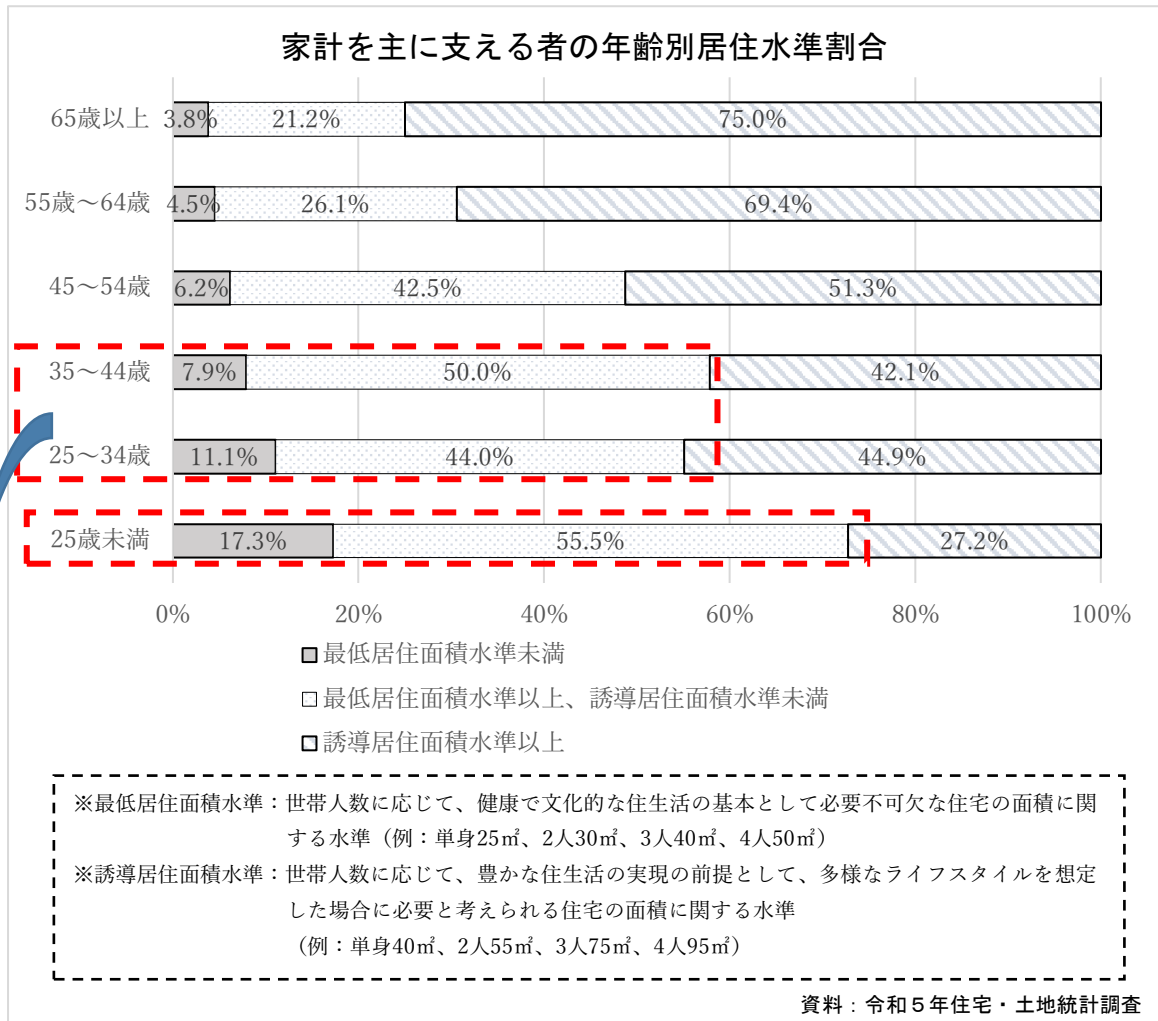 家計を主に支える者の年齢別居住水準割合
65歳以上 3.8% 21.2% 75.0%
55歳～64歳 4.5% 26.1% 69.4%
45～54歳 6.2% 42.5% 51.3%
35～44歳 7.9% 50.0% 42.1%
25～34歳 11.1% 44.0% 44.9%
25歳未満 17.3% 55.5% 27.2%
0% 20% 40% 60% 80% 100%
最低居住面積水準未満
最低居住面積水準以上、誘導居住面積水準未満
誘導居住面積水準以上
※最低居住面積水準：世帯人数に応じて、健康で文化的な住生活の基本として必要不可欠な住宅の面積に関
する水準（例：単身25㎡、2人30㎡、3人40㎡、4人50㎡）
※誘導居住面積水準：世帯人数に応じて、豊かな住生活の実現の前提として、多様なライフスタイルを想定
した場合に必要と考えられる住宅の面積に関する水準
（例：単身40㎡、2人55㎡、3人75㎡、4人95㎡）
資料：令和５年住宅・土地統計調査